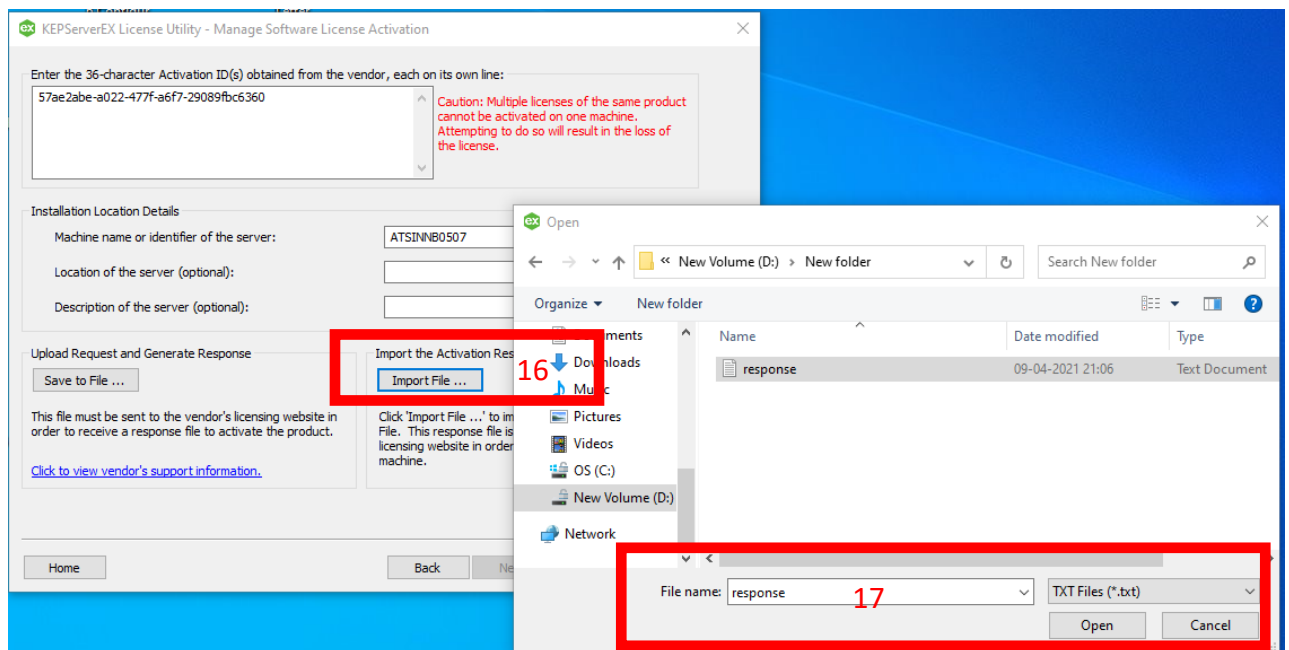 KEPServerEX License Utility - Manage Software License Activation
Enter the 36-character Activation ID(s) obtained from the vendor, each on its own line:
57ae2abe-a022-477f-a6f7-29089fbc6360
Caution: Multiple licenses of the same product
cannot be activated on one machine.
Attempting to do so will result in the loss of
the license.
Installation Location Details
Machine name or identifier of the server:
ATSINNB0507
Location of the server (optional):
Description of the server (optional):
Upload Request and Generate Response
Save to File ...
This file must be sent to the vendor's licensing website in
order to receive a response file to activate the product.
Click to view vendor's support information.
Import the Activation Res
Import File ...
16
Click 'Import File ...' to im
File. This response file is
licensing website in order
machine.
Home
Back
Ne
Open
« New Volume (D:) › New folder
Search New folder
Organize
New folder
Name
Date modified
Type
Downloads
Pictures
Videos
OS (C:)
New Volume (D:)
Network
response
09-04-2021 21:06
Text Document
File name:
response
17
TXT Files (*.txt)
Open
Cancel